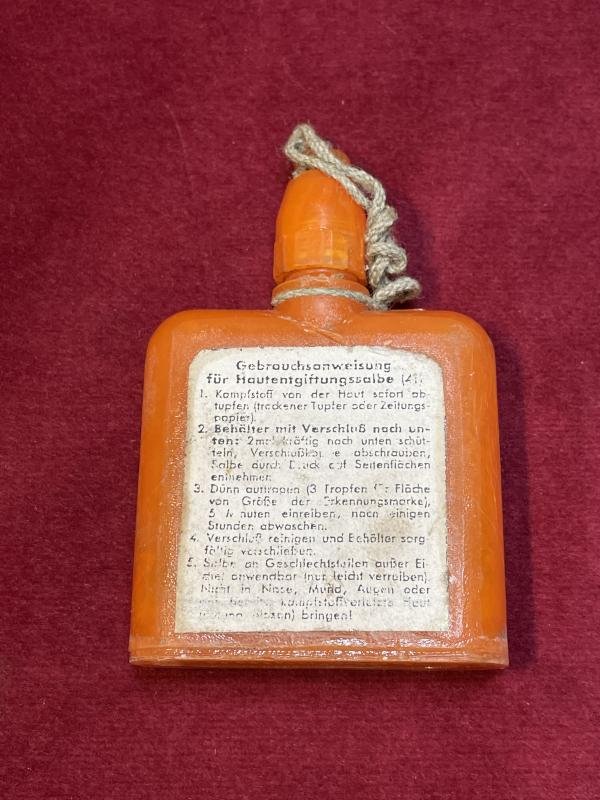 Gebrauchsanweisung
für Hautentgiftungssalbe (41)
1. Kampfstoff von der Haut sofort ab-
tupfen (trockener Tupfer oder Zeitungs-
papier).
2. Behälter mit Verschluß nach un-
ten: 2mal kräftig nach unten schüt-
teln, abschrauben,
Salbe durch Druck auf Seitenflächen
entnehmen
3. Dünn auftragen (3 Tropfen für Fläche
von Größe der Erkennungsmarke),
5 Minuten einreiben, nach einigen
Stunden abwaschen.
4. Verschluß reinigen und Behälter sorg-
fältig verschließen.
5. Salbe an Geschlechtsteilen außer Ei-
chel anwendbar (nur leicht verreiben).
Nicht in Nase, Mund, Augen oder
kampfstoffverletzte Haut
bringen!